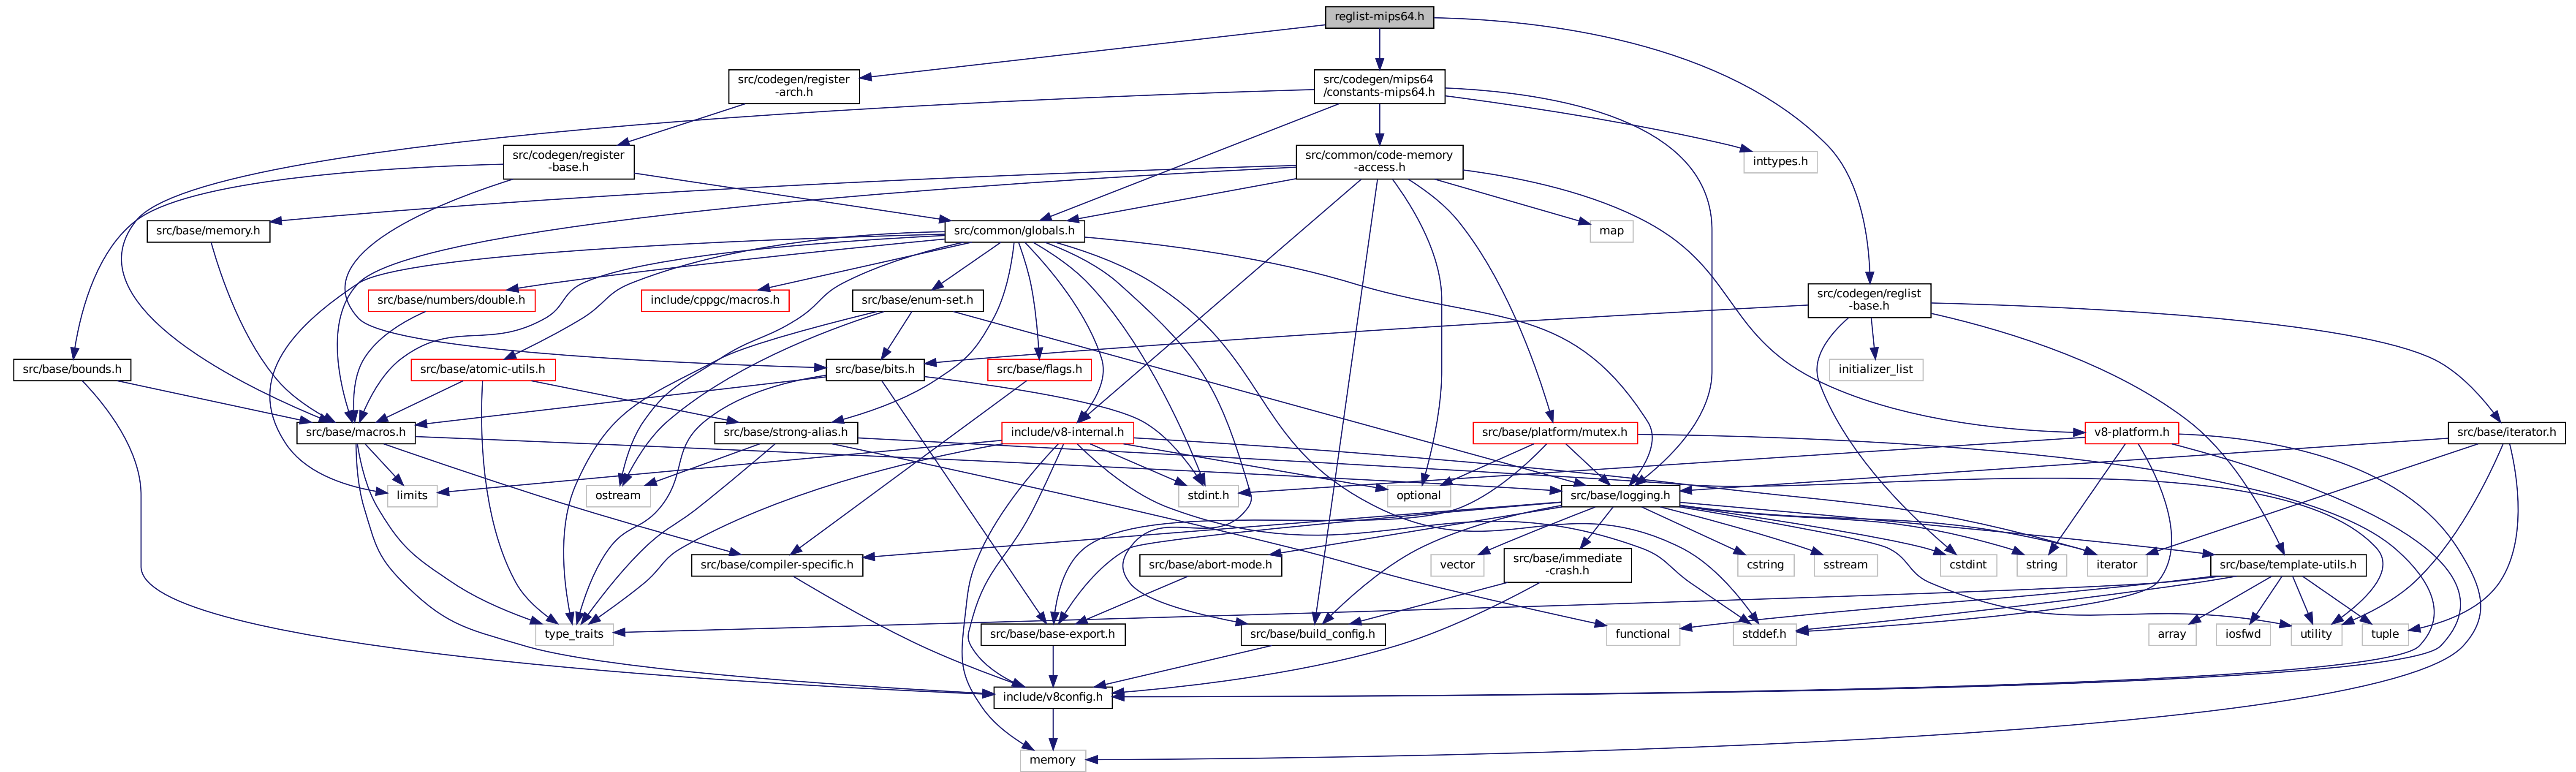 reglist-mips64.h
src/codegen/register
-arch.h
src/codegen/mips64
/constants-mips64.h
src/codegen/register
-base.h
src/common/code-memory
-access.h
inttypes.h
src/base/memory.h
src/common/globals.h
map
src/base/numbers/double.h
include/cppgc/macros.h
src/base/enum-set.h
src/codegen/reglist
-base.h
src/base/bounds.h
src/base/atomic-utils.h
src/base/bits.h
src/base/flags.h
initializer_list
src/base/macros.h
src/base/strong-alias.h
include/v8-internal.h
src/base/platform/mutex.h
v8-platform.h
src/base/iterator.h
limits
ostream
stdint.h
optional
src/base/logging.h
src/base/compiler-specific.h
src/base/abort-mode.h
vector
src/base/immediate
-crash.h
cstring
sstream
cstdint
string
iterator
src/base/template-utils.h
type_traits
src/base/base-export.h
src/base/build_config.h
functional
stddef.h
array
iosfwd
utility
tuple
include/v8config.h
memory